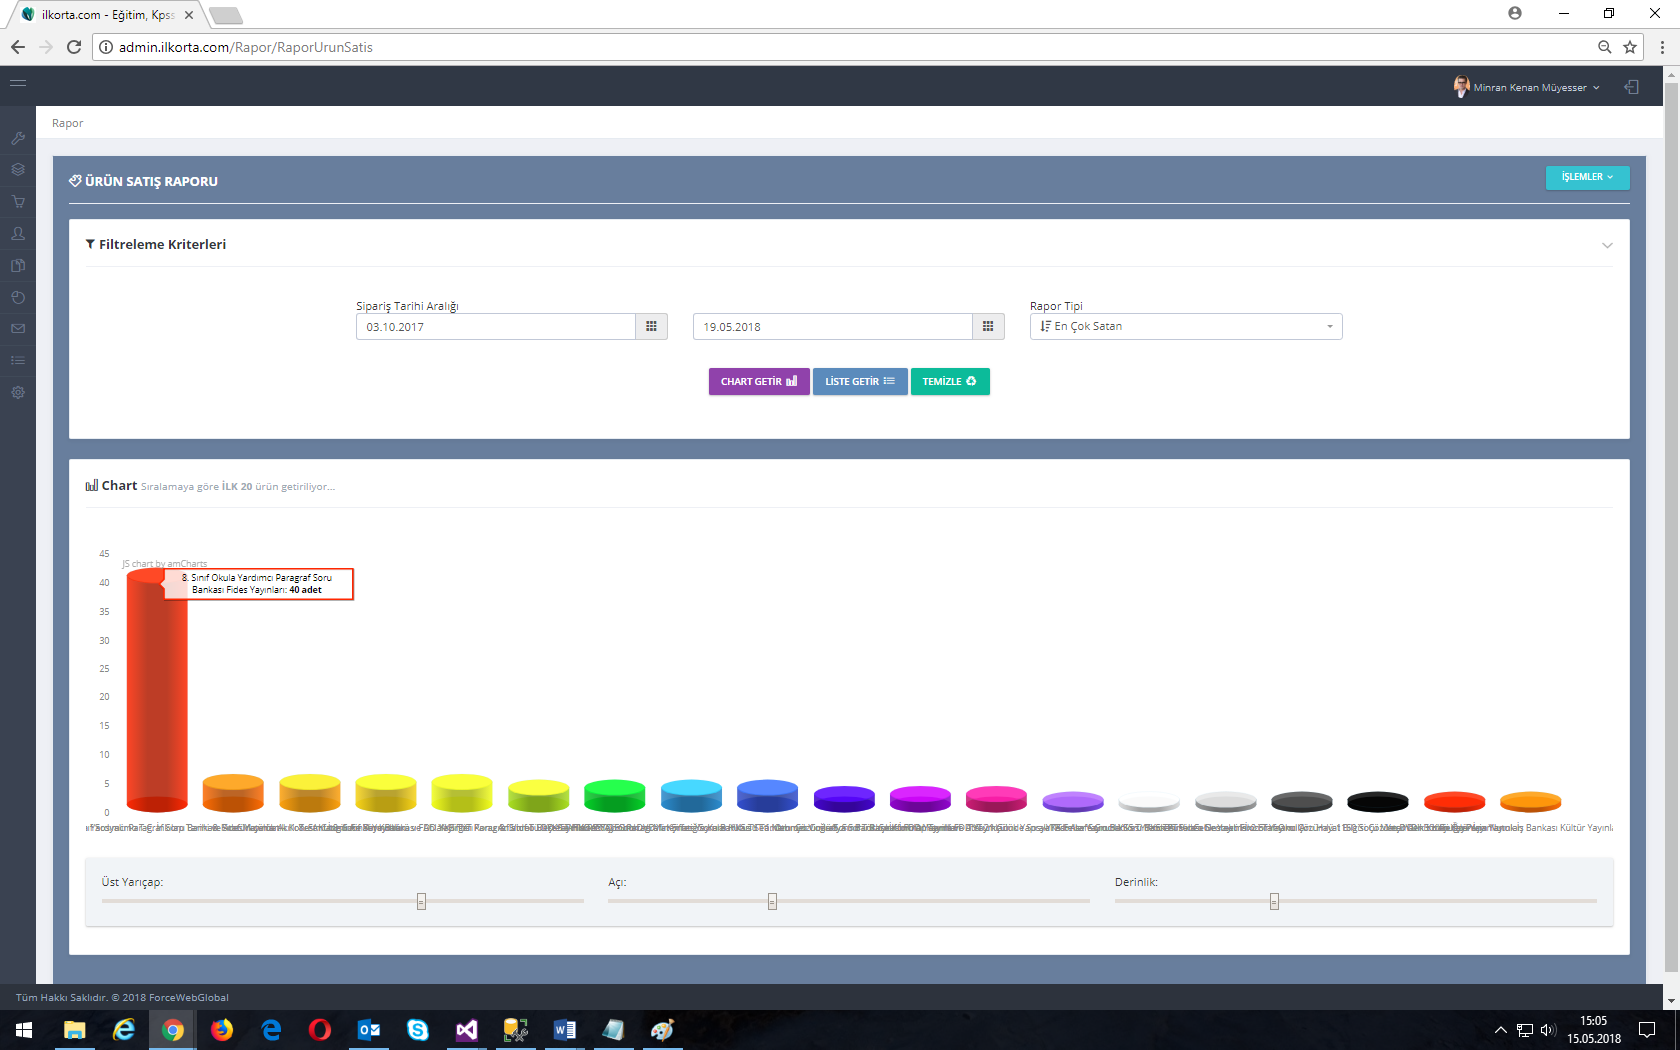 ilkorta.com - Eğitim, Kpss
admin.ilkorta.com/Rapor/RaporUrunSatis
Minran Kenan Müyesser
Rapor
ÜRÜN SATIŞ RAPORU
İŞLEMLER
Filtreleme Kriterleri
Sipariş Tarihi Aralığı
Rapor Tipi
03.10.2017
19.05.2018
En Çok Satan
CHART GETİR
LİSTE GETİR
TEMİZLE
Chart Sıralamaya göre İLK 20 ürün getiriliyor...
JS chart by amCharts
8. Sınıf Okula Yardımcı Paragraf Soru
Bankası Fides Yayınları: 40 adet
45
40
35
30
25
20
15
10
5
0
Bankası Kültür Yayınla
Üst Yarıçap:
Açı:
Derinlik:
Tüm Hakkı Saklıdır. © 2018 ForceWebGlobal
15:05
15.05.2018